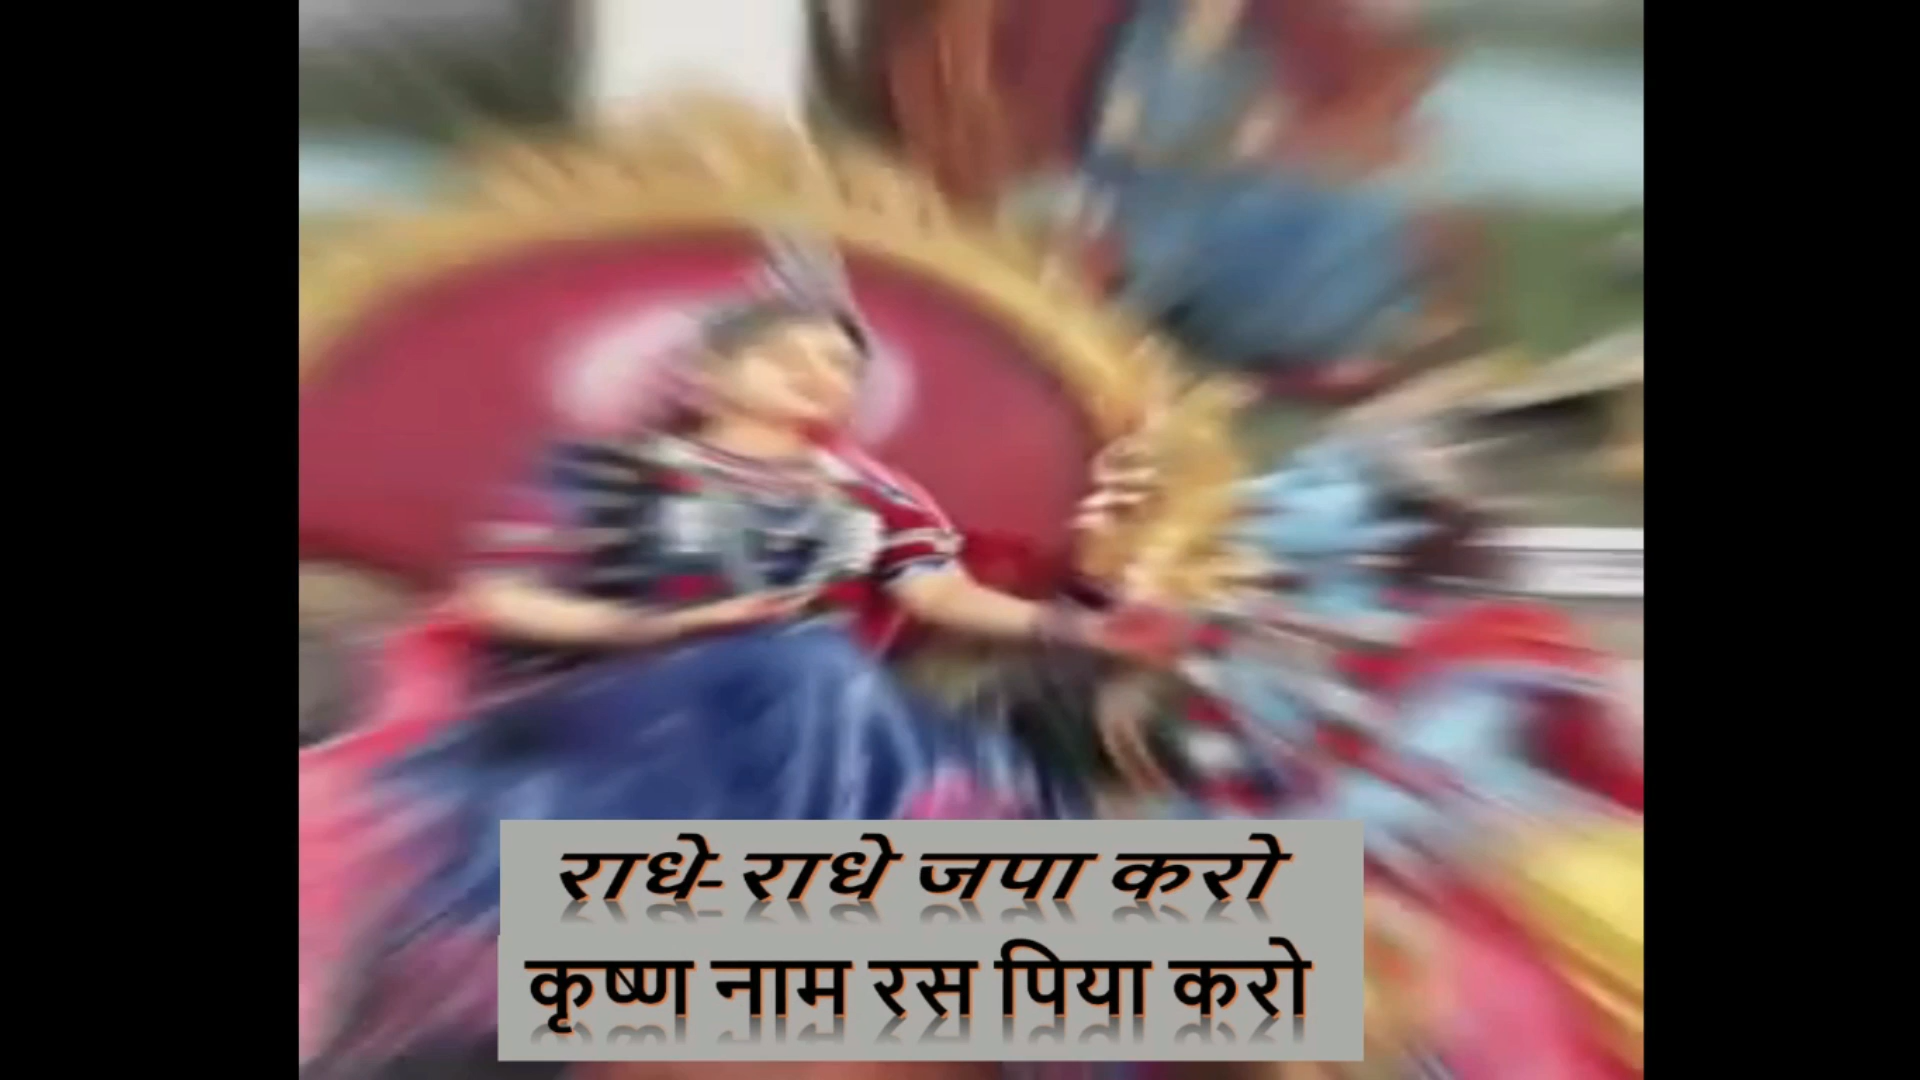 राधे-राधे जपा करो
कृष्ण नाम रस पिया करो